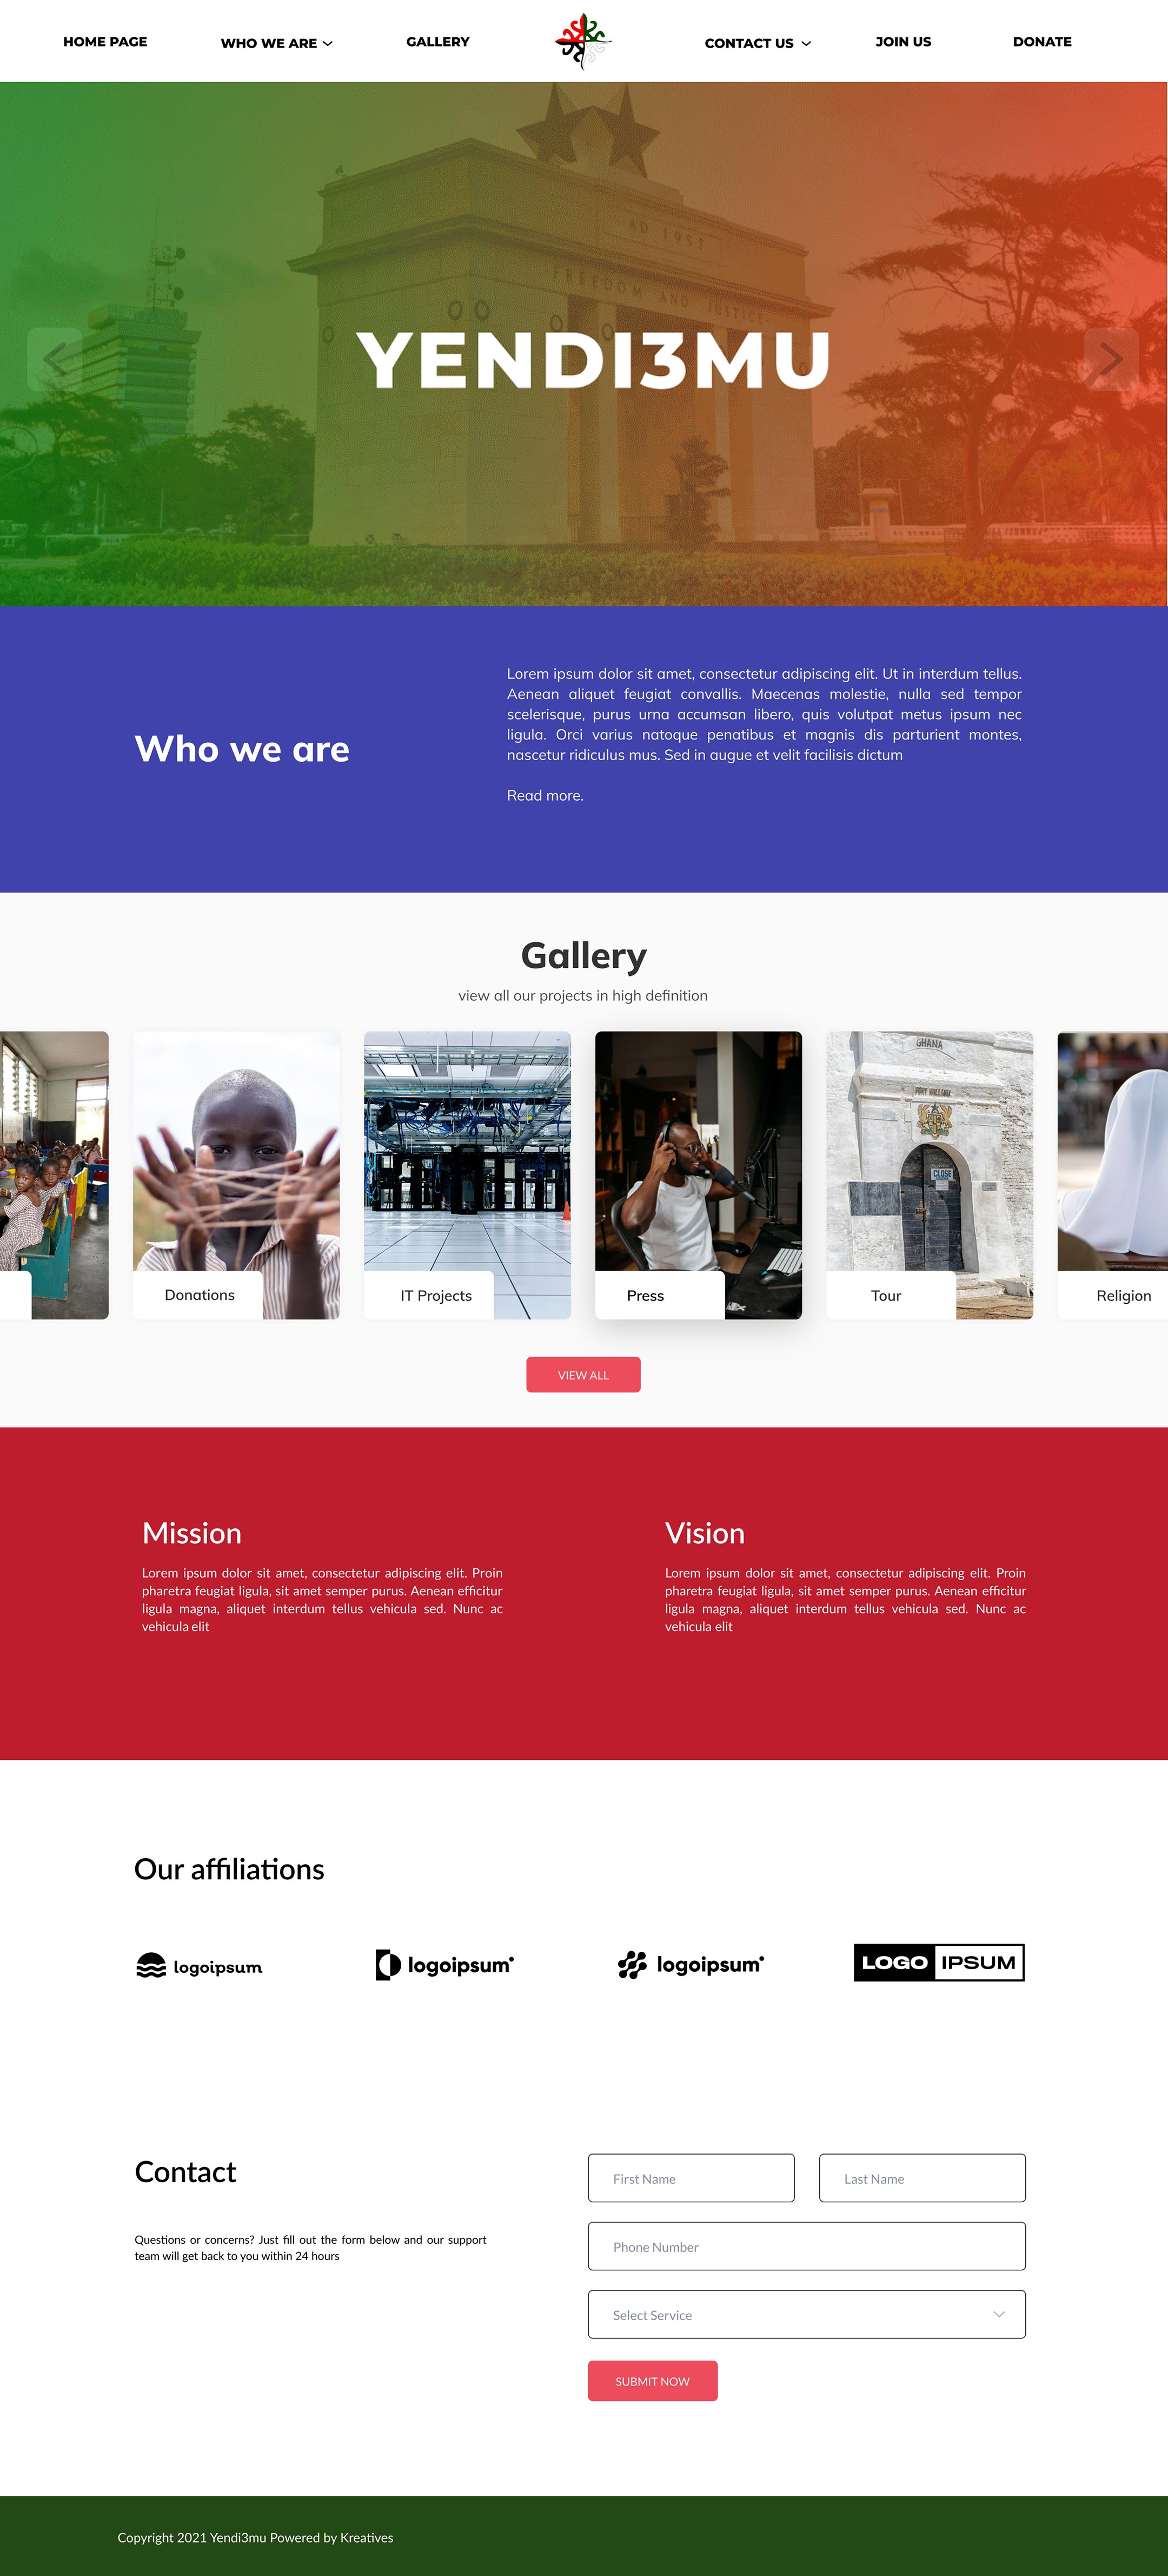 HOME PAGE
WHO WE ARE
GALLERY
CONTACT US
JOIN US
DONATE
AD 1957
FREEDOM AND JUSTICE
YENDI3MU
Who we are
Lorem ipsum dolor sit amet, consectetur adipiscing elit. Ut in interdum tellus.
Aenean aliquet feugiat convallis. Maecenas molestie, nulla sed tempor
scelerisque, purus urna accumsan libero, quis volutpat metus ipsum nec
ligula. Orci varius natoque penatibus et magnis dis parturient montes,
nascetur ridiculus mus. Sed in augue et velit facilisis dictum
Read more.
Gallery
view all our projects in high definition
GHANA
FORT WILLIAM
CLOSE
Donations
IT Projects
Press
Tour
Religion
VIEW ALL
Mission
Lorem ipsum dolor sit amet, consectetur adipiscing elit. Proin
pharetra feugiat ligula, sit amet semper purus. Aenean efficitur
ligula magna, aliquet interdum tellus vehicula sed. Nunc ac
vehicula elit
Vision
Lorem ipsum dolor sit amet, consectetur adipiscing elit. Proin
pharetra feugiat ligula, sit amet semper purus. Aenean efficitur
ligula magna, aliquet interdum tellus vehicula sed. Nunc ac
vehicula elit
Our affiliations
logoipsum
logoipsum
logoipsum
LOGO IPSUM
Contact
Questions or concerns? Just fill out the form below and our support
team will get back to you within 24 hours
First Name
Last Name
Phone Number
Select Service
SUBMIT NOW
Copyright 2021 Yendi3mu Powered by Kreatives